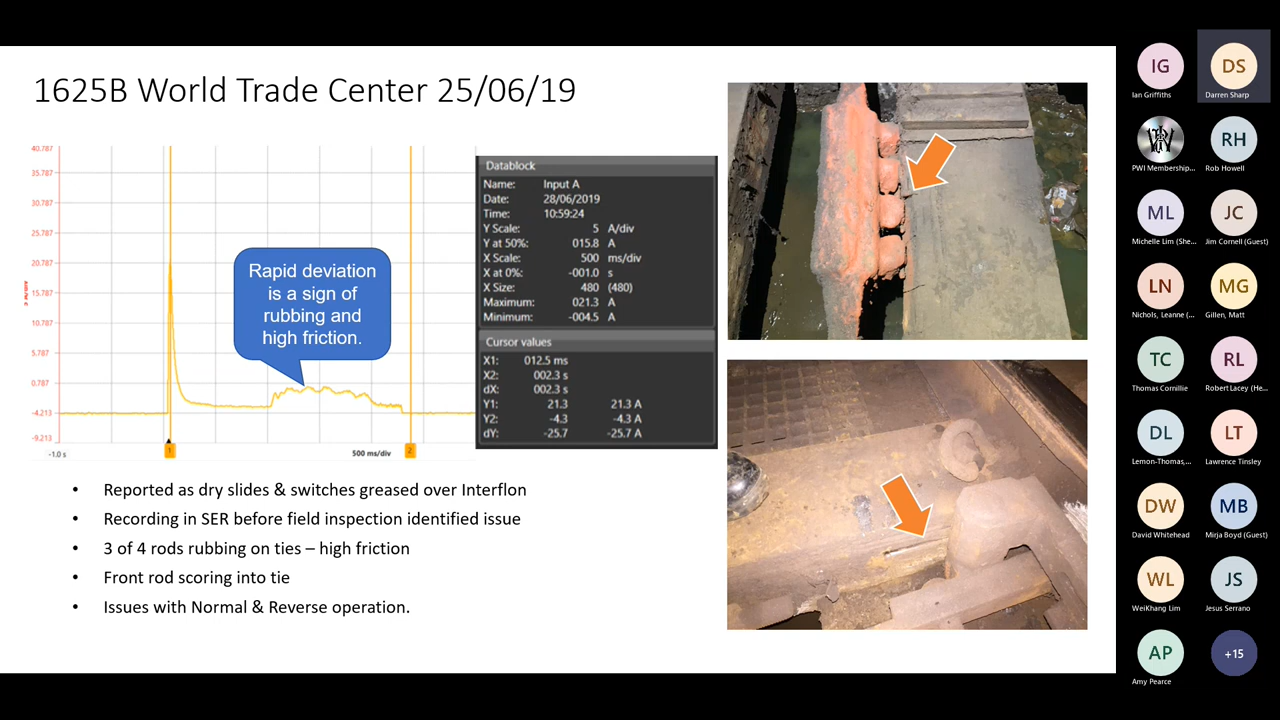 1625B World Trade Center 25/06/19
40.787
35.787
30.787
25.787
20.787
15.787
10.787
5.787
0.787
-4.213
-9.213
-1.0 s
1
500 ms/div
2
Rapid deviation
is a sign of
rubbing and
high friction.
Datablock
Name: Input A
Date: 28/06/2019
Time: 10:59:24
Y Scale: 5 A/div
Y at 50%: 015.8 A
X Scale: 500 ms/div
X at 0%: -001.0 s
X Size: 480 (480)
Maximum: 021.3 A
Minimum: -004.5 A
Cursor values
X1: 012.5 ms
X2: 002.3 s
dX: 002.3 s
Y1: 21.3 21.3 A
Y2: -4.3 -4.3 A
dY: -25.7 -25.7 A
• Reported as dry slides & switches greased over Interflon
• Recording in SER before field inspection identified issue
• 3 of 4 rods rubbing on ties – high friction
• Front rod scoring into tie
• Issues with Normal & Reverse operation.
IG DS
Ian Griffiths Darren Sharp
RH
PWI Membership... Rob Howell
ML JC
Michelle Lim (She... Jim Cornell (Guest)
LN MG
Nichols, Leanne (... Gillen, Matt
TC RL
Thomas Cornillie Robert Lacey (He...
DL LT
Lemon-Thomas,... Lawrence Tinsley
DW MB
David Whitehead Mirja Boyd (Guest)
WL JS
WeiKhang Lim Jesus Serrano
AP +15
Amy Pearce